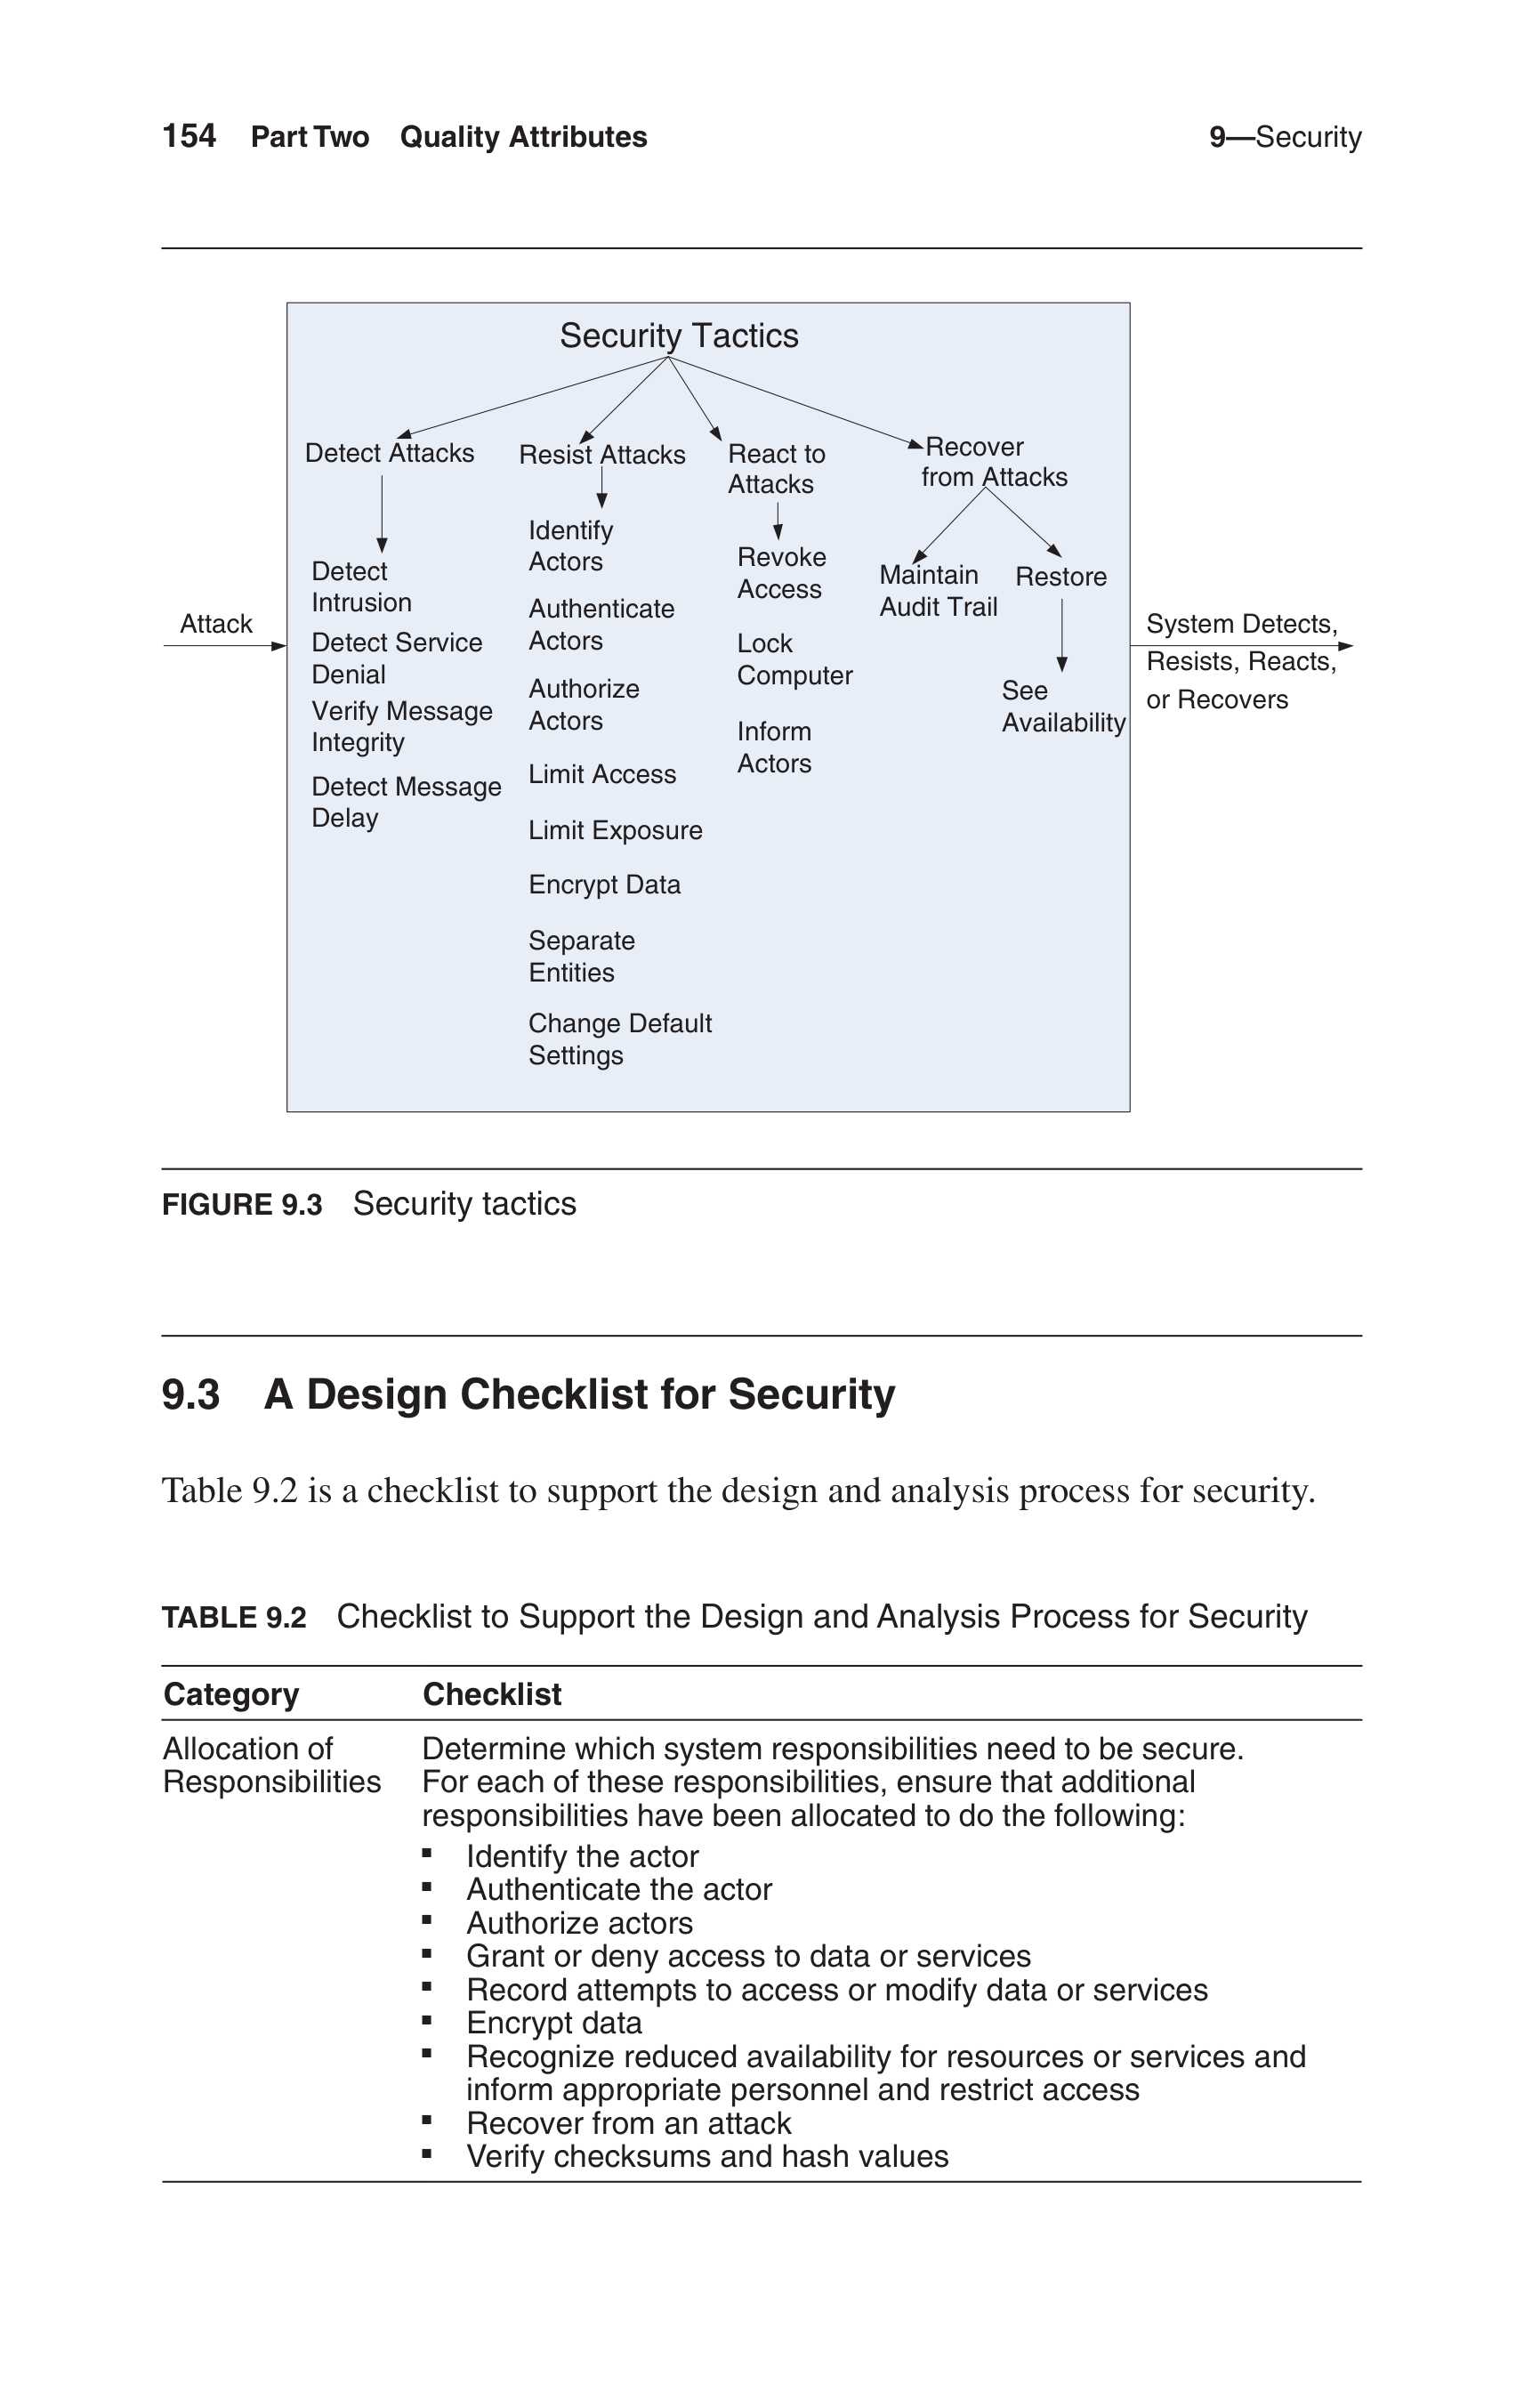 154 Part Two Quality Attributes 9—Security
Security Tactics
Detect Attacks
Resist Attacks
React to
Attacks
Recover
from Attacks
Detect
Intrusion
Detect Service
Denial
Verify Message
Integrity
Detect Message
Delay
Identify
Actors
Authenticate
Actors
Authorize
Actors
Limit Access
Limit Exposure
Encrypt Data
Separate
Entities
Change Default
Settings
Revoke
Access
Lock
Computer
Inform
Actors
Maintain
Audit Trail
Restore
See
Availability
Attack
System Detects,
Resists, Reacts,
or Recovers
FIGURE 9.3 Security tactics
9.3 A Design Checklist for Security
Table 9.2 is a checklist to support the design and analysis process for security.
TABLE 9.2 Checklist to Support the Design and Analysis Process for Security
Category Checklist
Allocation of
Responsibilities
Determine which system responsibilities need to be secure.
For each of these responsibilities, ensure that additional
responsibilities have been allocated to do the following:
▪ Identify the actor
▪ Authenticate the actor
▪ Authorize actors
▪ Grant or deny access to data or services
▪ Record attempts to access or modify data or services
▪ Encrypt data
▪ Recognize reduced availability for resources or services and
inform appropriate personnel and restrict access
▪ Recover from an attack
▪ Verify checksums and hash values